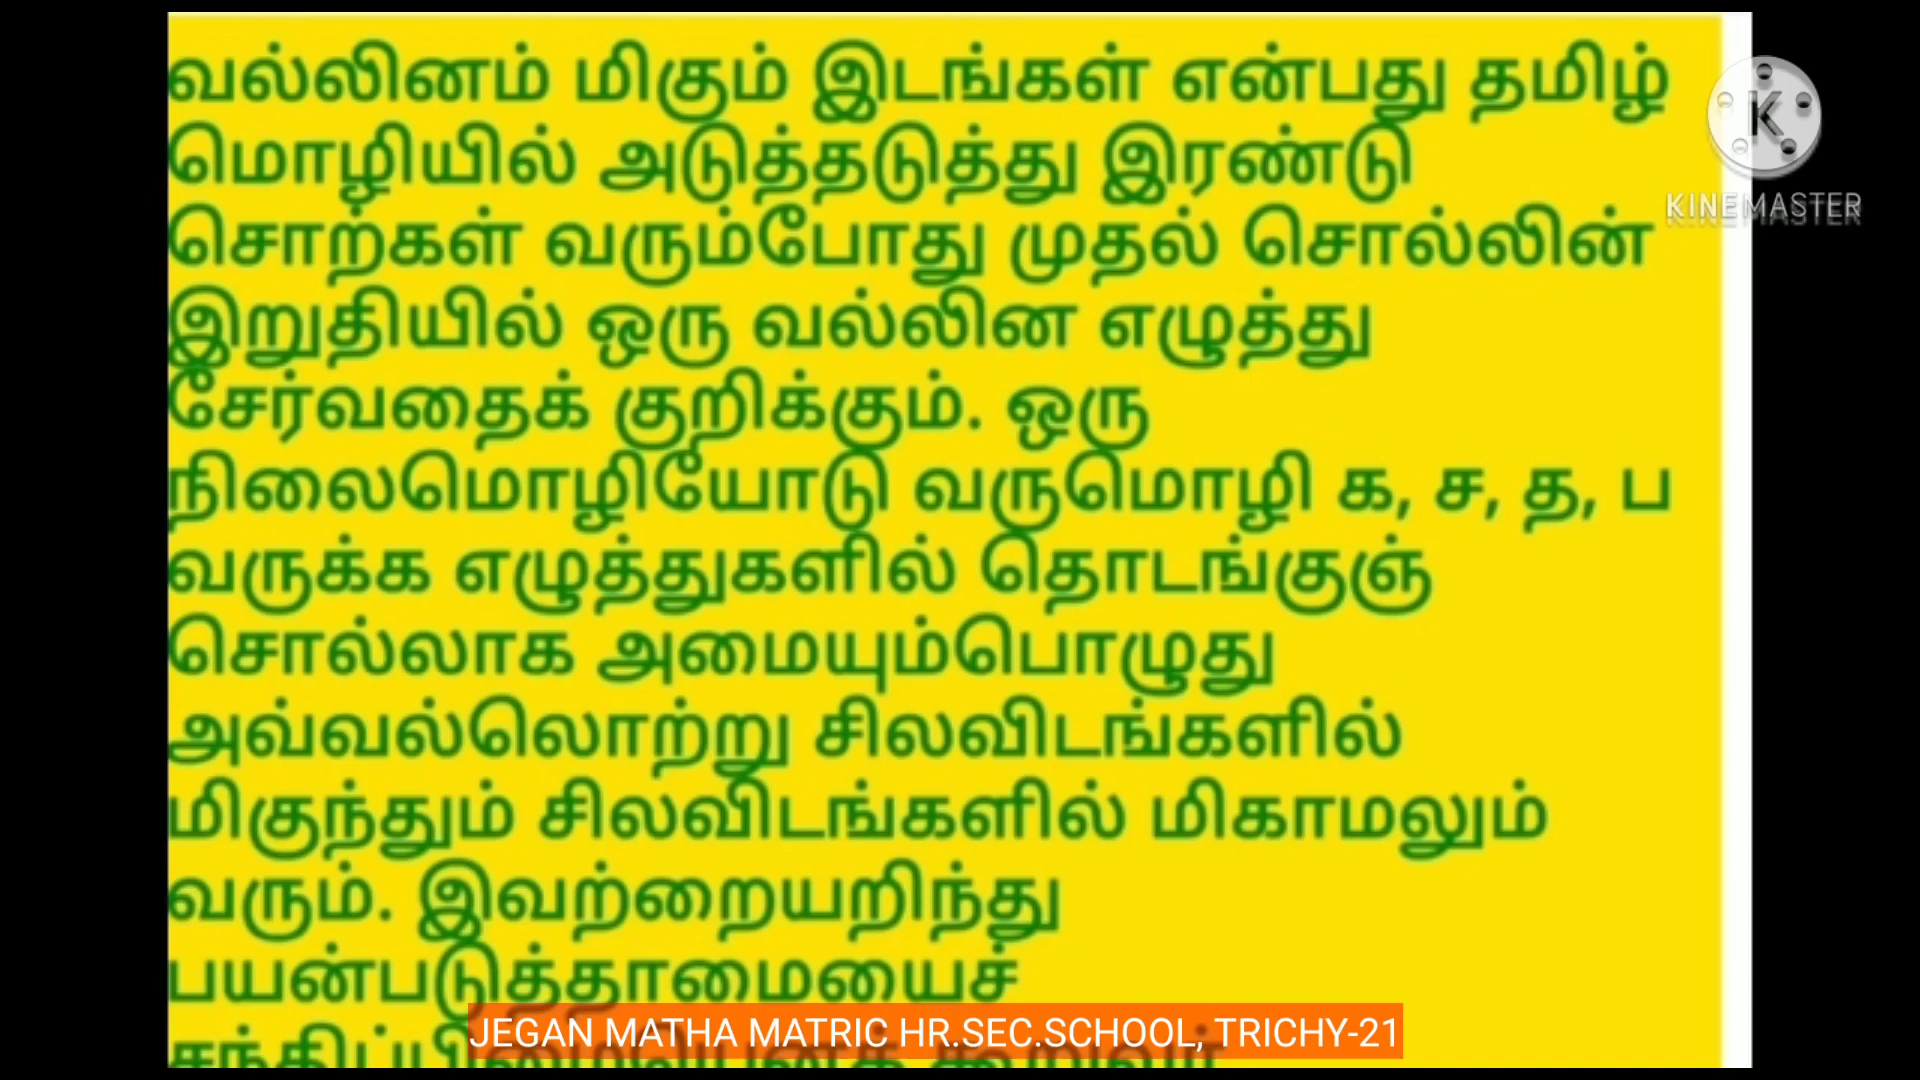 வல்லினம் மிகும் இடங்கள் என்பது தமிழ்
மொழியில் அடுத்தடுத்து இரண்டு
சொற்கள் வரும்போது முதல் சொல்லின்
இறுதியில் ஒரு வல்லின எழுத்து
சேர்வதைக் குறிக்கும். ஒரு
நிலைமொழியோடு வருமொழி க, ச, த, ப
வருக்க எழுத்துகளில் தொடங்குஞ்
சொல்லாக அமையும்பொழுது
அவ்வல்லொற்று சிலவிடங்களில்
மிகுந்தும் சிலவிடங்களில் மிகாமலும்
வரும். இவற்றையறிந்து
பயன்படுத்தாமையைச்
JEGAN MATHA MATRIC HR.SEC.SCHOOL, TRICHY-21
K
KINEMASTER